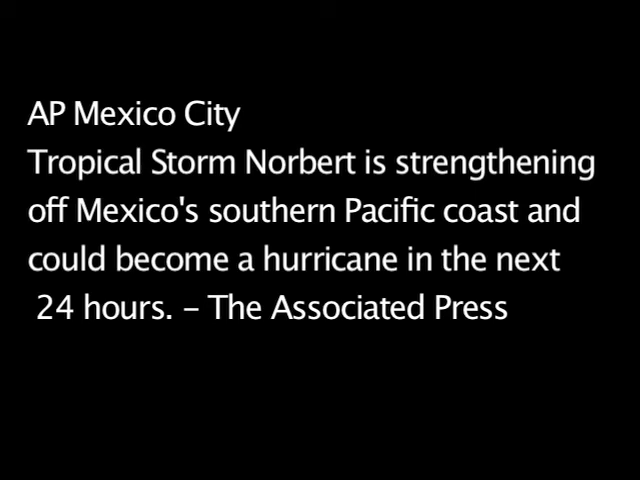 AP Mexico City
Tropical Storm Norbert is strengthening
off Mexico's southern Pacific coast and
could become a hurricane in the next
24 hours. – The Associated Press